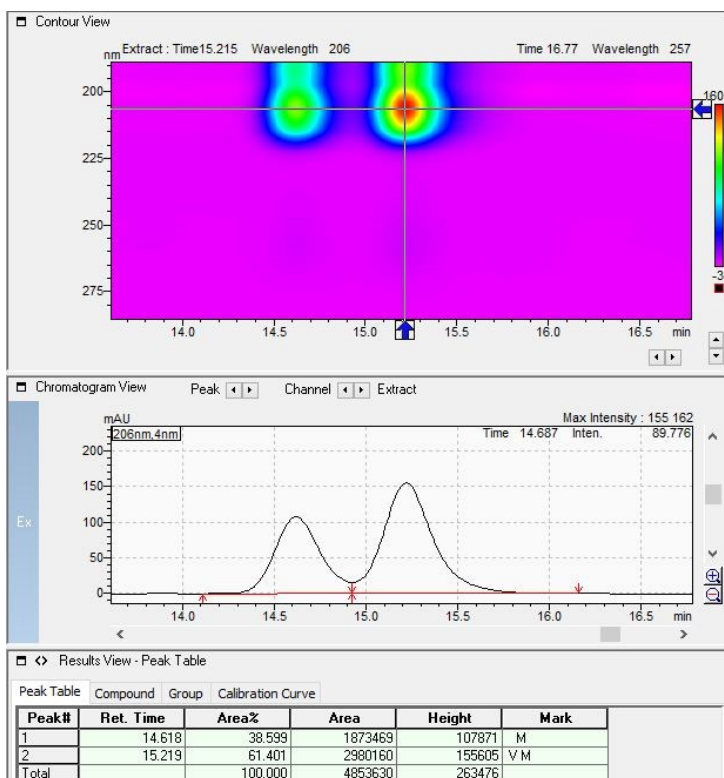 Contour View
nm Extract : Time15.215 Wavelength 206 Time 16.77 Wavelength 257
200
225
250
275
160
-3
14.0 14.5 15.0 15.5 16.0 16.5 min
Chromatogram View Peak Channel Extract
mAU Max Intensity : 155 162
206nm,4nm Time 14.687 Inten. 89.776
200
150
100
50
0
Ex
14.0 14.5 15.0 15.5 16.0 16.5 min
Results View - Peak Table
Peak Table Compound Group Calibration Curve
Peak# Ret. Time Area% Area Height Mark
1 14.618 38.599 1873469 107871 M
2 15.219 61.401 2980160 155605 V M
Total 100.000 4853630 263476